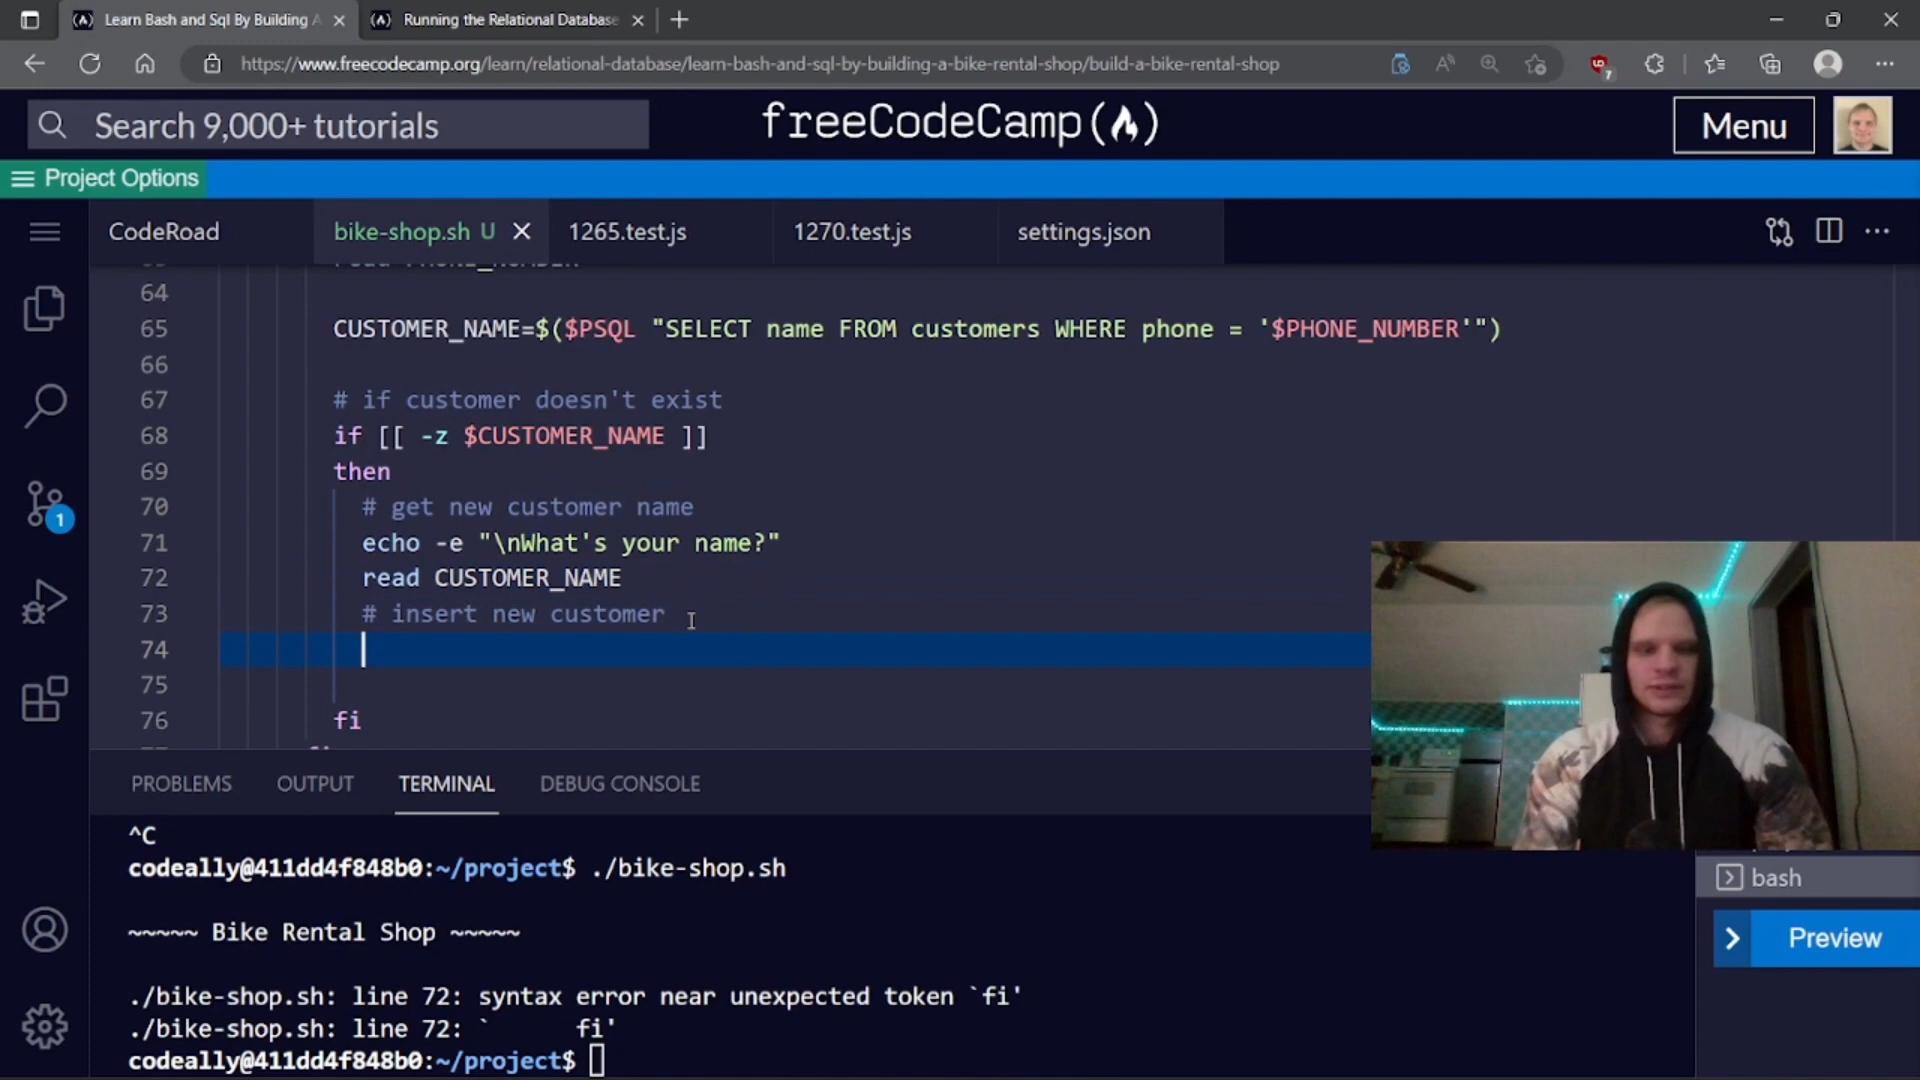 Learn Bash and Sql By Building A
Running the Relational Database
https://www.freecodecamp.org/learn/relational-database/learn-bash-and-sql-by-building-a-bike-rental-shop/build-a-bike-rental-shop
Search 9,000+ tutorials
freeCodeCamp
Menu
Project Options
CodeRoad
bike-shop.sh U
1265.test.js
1270.test.js
settings.json
64
65 CUSTOMER_NAME=$($PSQL "SELECT name FROM customers WHERE phone = '$PHONE_NUMBER'")
66
67 # if customer doesn't exist
68 if [[ -z $CUSTOMER_NAME ]]
69 then
70 # get new customer name
71 echo -e "\nWhat's your name?"
72 read CUSTOMER_NAME
73 # insert new customer
74
75
76 fi
1
PROBLEMS OUTPUT TERMINAL DEBUG CONSOLE
^C
codeally@411dd4f848b0:~/project$ ./bike-shop.sh
~~~~~ Bike Rental Shop ~~~~~
./bike-shop.sh: line 72: syntax error near unexpected token `fi'
./bike-shop.sh: line 72: `      fi'
codeally@411dd4f848b0:~/project$
bash
Preview